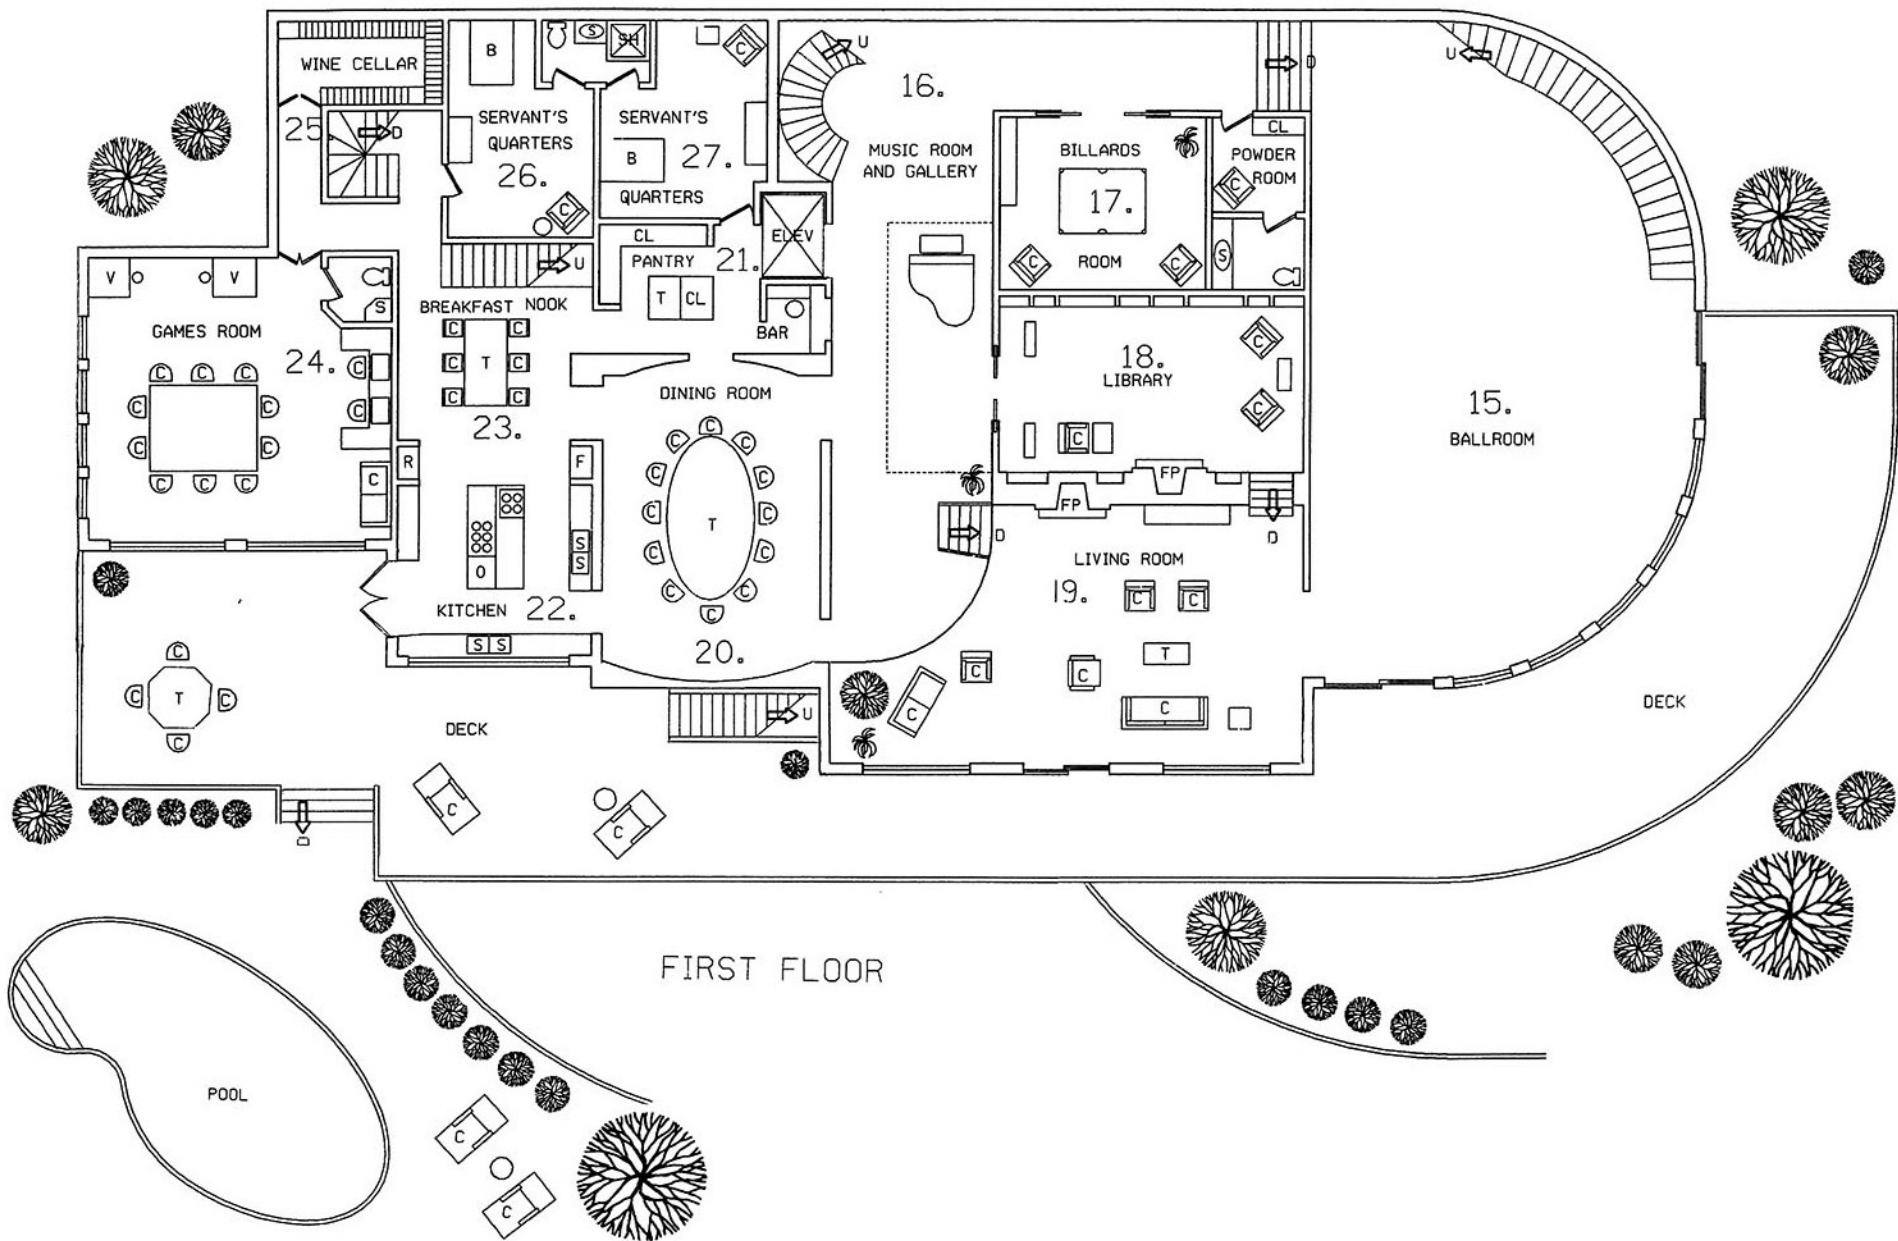 WINE CELLAR
25
D
B
SERVANT'S
QUARTERS
26.
C
S
SH
C
SERVANT'S
B
27.
QUARTERS
U
16.
MUSIC ROOM
AND GALLERY
D
BILLARDS
17.
ROOM
C
C
CL
POWDER
ROOM
C
S
U
ELEV
CL
PANTRY
21.
T
CL
BAR
U
BREAKFAST NOOK
C
C
C
T
C
C
C
23.
V
V
S
GAMES ROOM
24.
C
C
C
C
C
C
C
C
C
C
C
C
C
18.
LIBRARY
C
C
C
FP
FP
D
D
15.
BALLROOM
DINING ROOM
C
C
C
C
C
C
C
C
C
C
C
C
T
20.
R
F
S
S
O
KITCHEN
22.
S
S
LIVING ROOM
19.
C
C
C
C
T
C
C
C
C
T
C
C
DECK
U
DECK
C
C
D
FIRST FLOOR
POOL
C
C